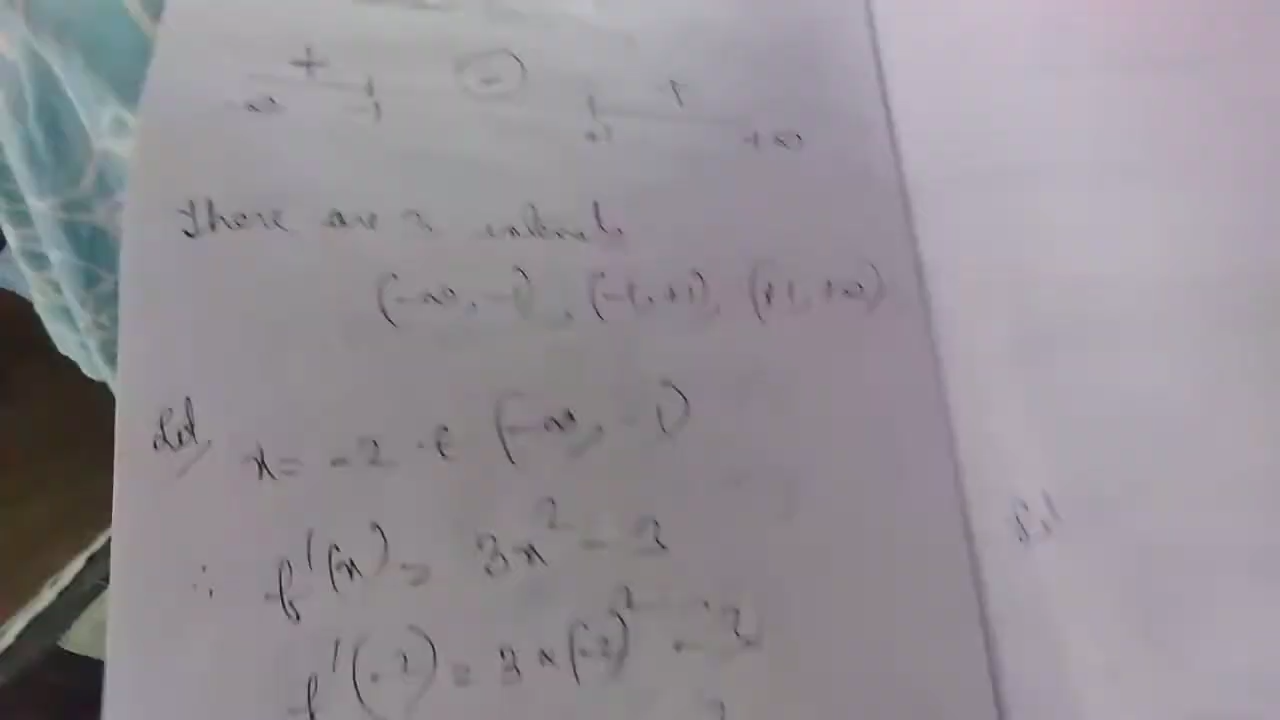 + - +
-∞ -1 +1 +∞
There are 3 intervals
(-∞, -1), (-1, +1), (+1, +∞)
Let, x = -2 ∈ (-∞, -1)
∴ f'(x) = 3x² - 3
f'(-2) = 3×(-2)² - 3